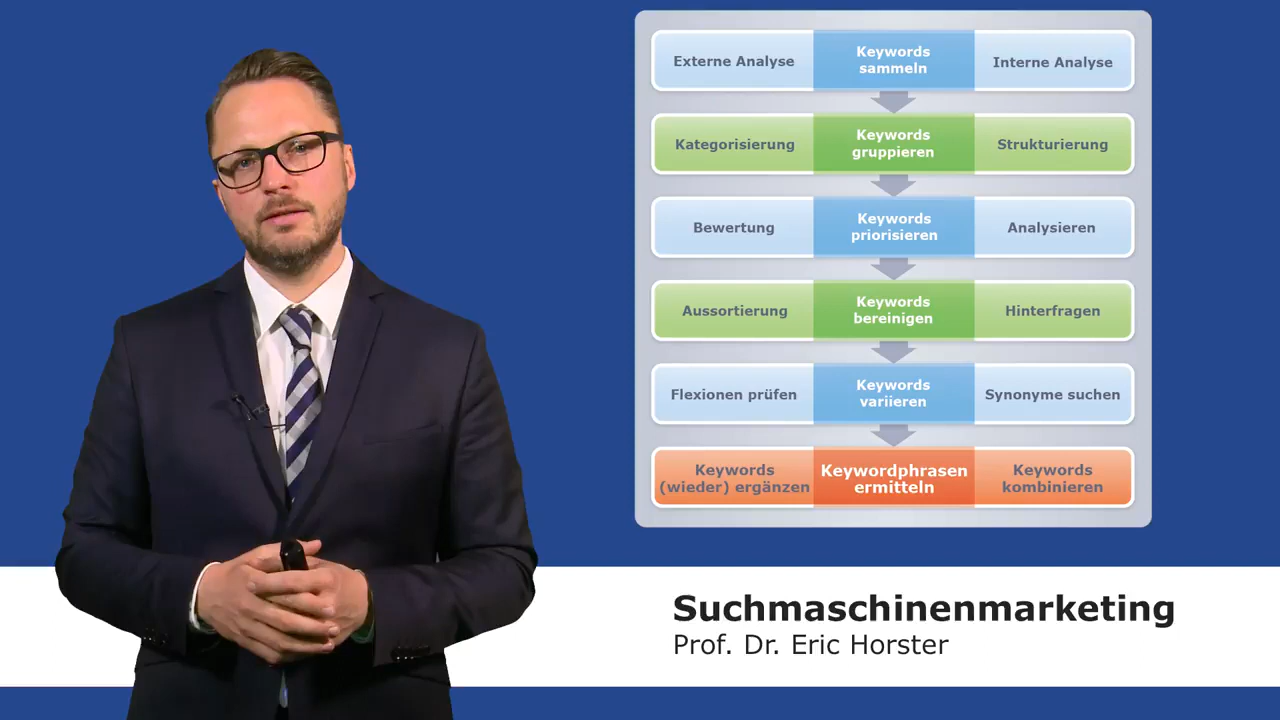 Externe Analyse
Keywords
sammeln
Interne Analyse
Kategorisierung
Keywords
gruppieren
Strukturierung
Bewertung
Keywords
priorisieren
Analysieren
Aussortierung
Keywords
bereinigen
Hinterfragen
Flexionen prüfen
Keywords
variieren
Synonyme suchen
Keywords
(wieder) ergänzen
Keywordphrasen
ermitteln
Keywords
kombinieren
Suchmaschinenmarketing
Prof. Dr. Eric Horster